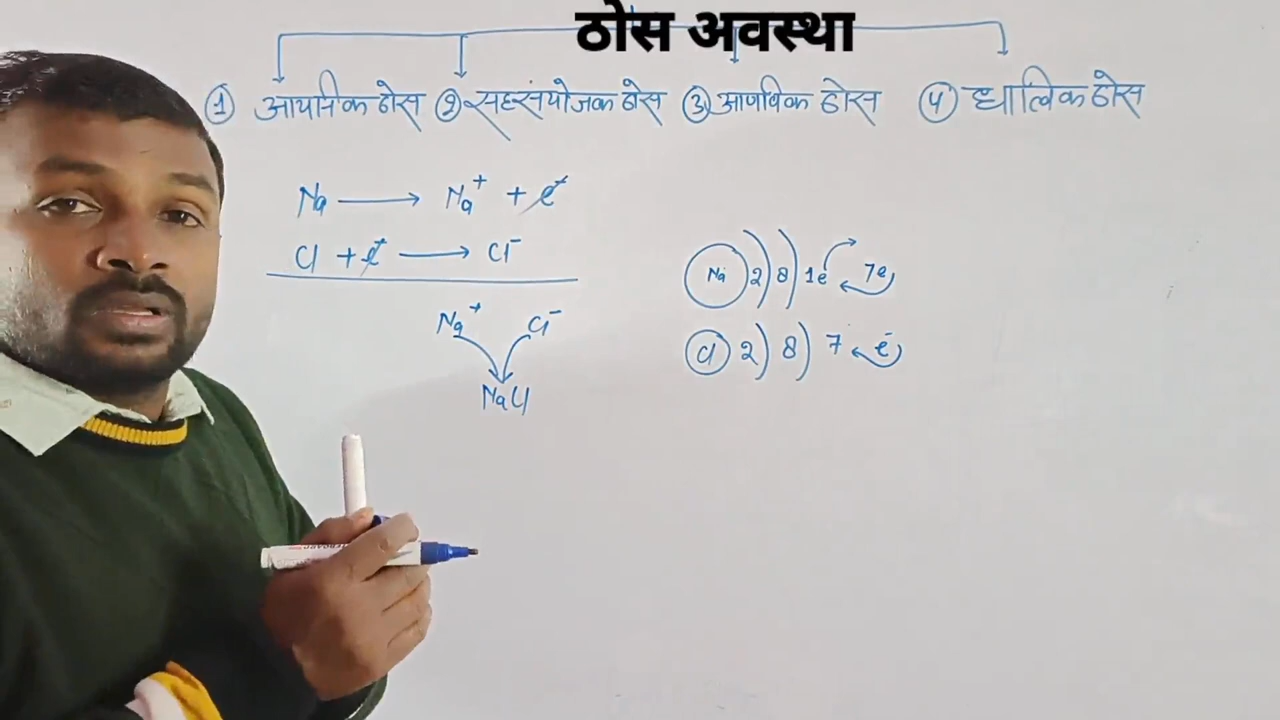 ठोस अवस्था
① आयनिक ठोस ② सहसंयोजक ठोस ③ आणविक ठोस ④ धात्विक ठोस
Na ⟶ Na⁺ + e⁺
Cl + e⁺ ⟶ Cl⁻
Na⁺ Cl⁻
NaCl
Na 2) 8) 1e 7e
Cl 2) 8) 7 e⁻